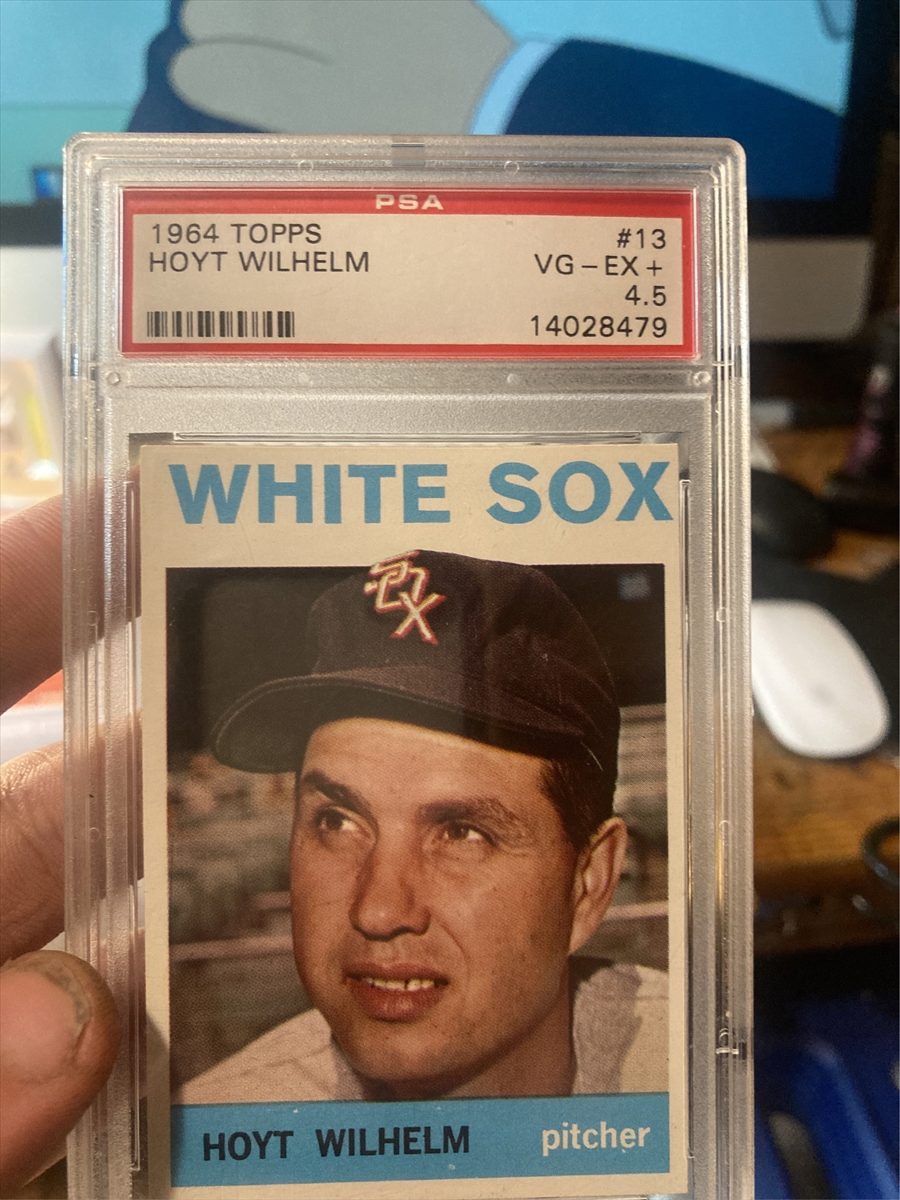 PSA
1964 TOPPS #13
HOYT WILHELM VG-EX+
4.5
14028479
WHITE SOX
SOX
HOYT WILHELM pitcher